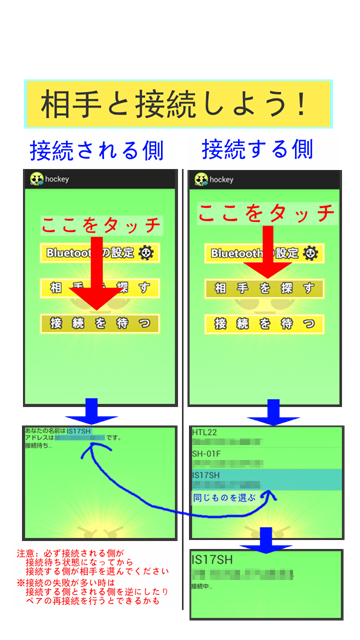 相手と接続しよう!
接続される側
接続する側
hockey
hockey
ここをタッチ
ここをタッチ
Bluetoothの設定
Bluetoothの設定
相手を探す
相手を探す
接続を待つ
接続を待つ
あなたの名前は IS17SH
アドレスは です。
接続待ち...
HTL22
SH-01F
IS17SH
同じものを選ぶ
IS17SH
接続中...
注意:必ず接続される側が
接続待ち状態になってから
接続する側が相手を選んでください
※接続の失敗が多い時は
接続する側とされる側を逆にしたり
ペアの再接続を行うとできるかも